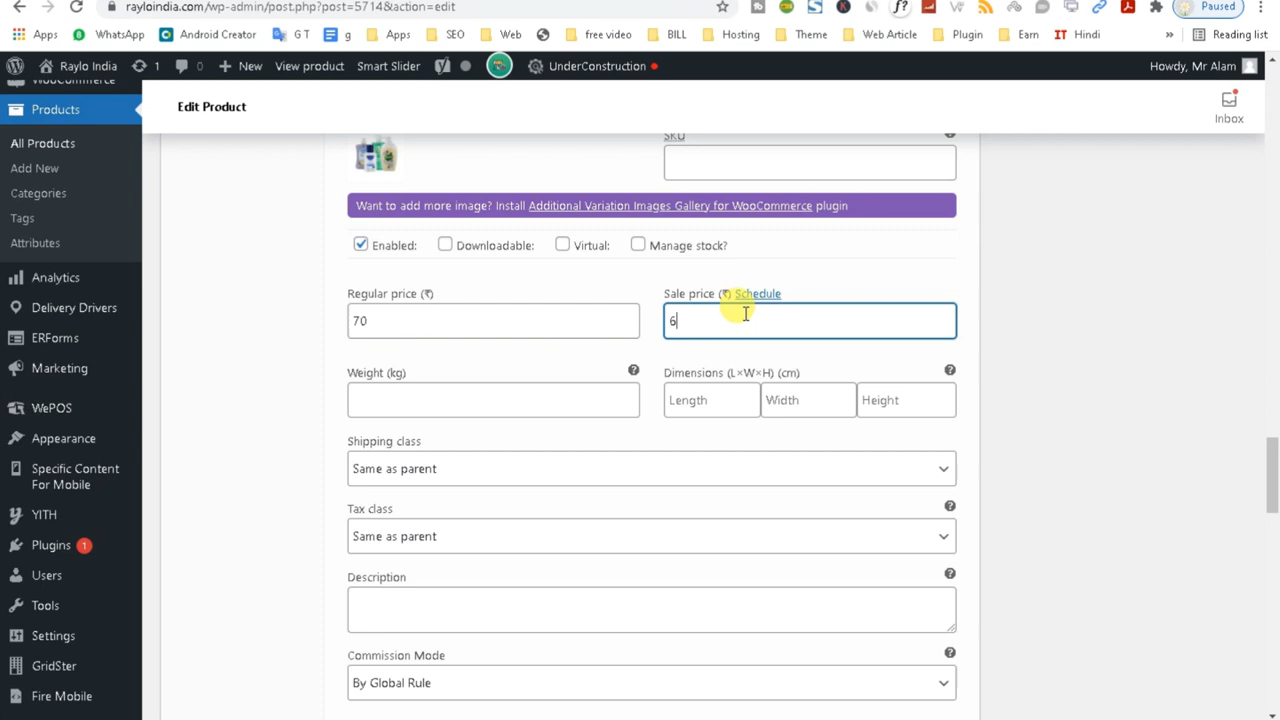 rayloindia.com/wp-admin/post.php?post=5714&action=edit
Paused
Apps WhatsApp Android Creator G T g Apps SEO Web free video BILL Hosting Theme Web Article Plugin Earn IT Hindi » Reading list
Raylo India 1 0 New View product Smart Slider UnderConstruction Howdy, Mr Alam
WooCommerce
Products
All Products
Add New
Categories
Tags
Attributes
Analytics
Delivery Drivers
ERForms
Marketing
WePOS
Appearance
Specific Content
For Mobile
YITH
Plugins 1
Users
Tools
Settings
GridSter
Fire Mobile
Edit Product
Inbox
SKU
Want to add more image? Install Additional Variation Images Gallery for WooCommerce plugin
Enabled: Downloadable: Virtual: Manage stock?
Regular price (₹)
Sale price (₹) Schedule
70
6
Weight (kg)
Dimensions (L×W×H) (cm)
Length Width Height
Shipping class
Same as parent
Tax class
Same as parent
Description
Commission Mode
By Global Rule